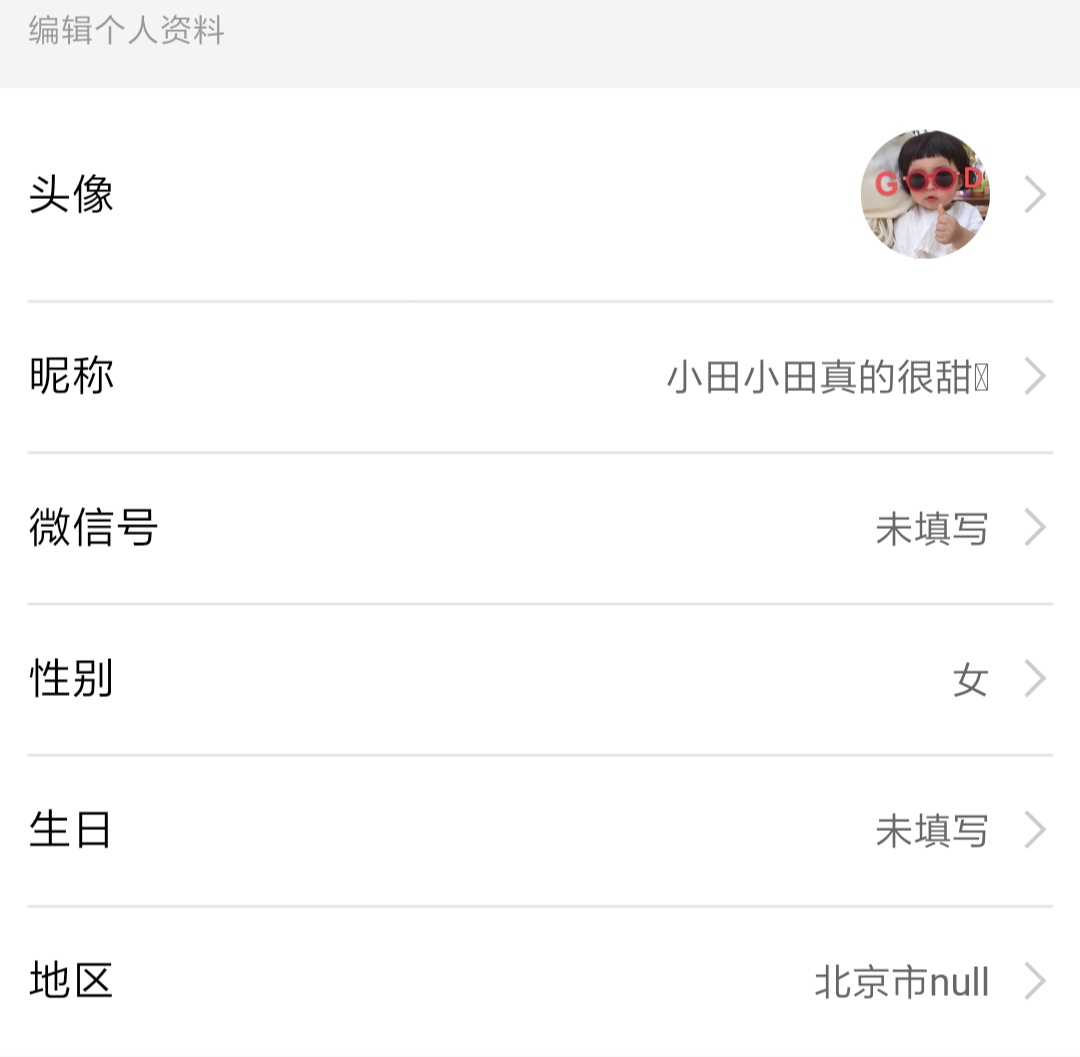 编辑个人资料
头像
G D
昵称
小田小田真的很甜
微信号
未填写
性别
女
生日
未填写
地区
北京市null